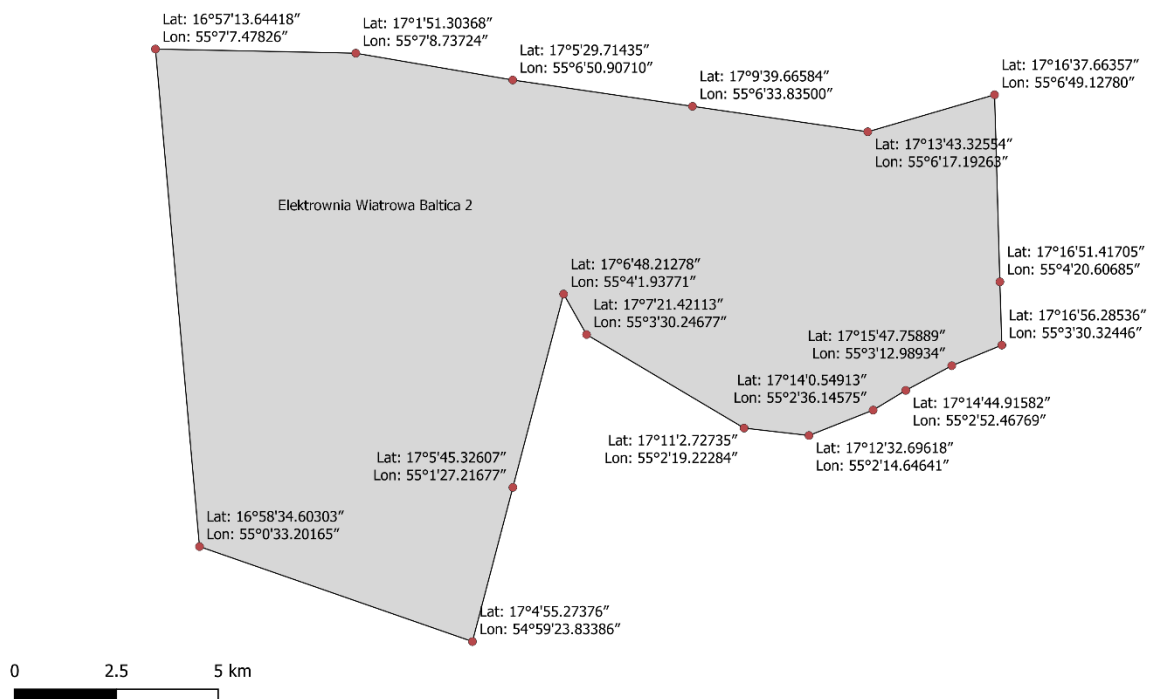 Lat: 16°57'13.64418″
Lon: 55°7'7.47826″
Lat: 17°1'51.30368″
Lon: 55°7'8.73724″
Lat: 17°5'29.71435″
Lon: 55°6'50.90710″
Lat: 17°9'39.66584″
Lon: 55°6'33.83500″
Lat: 17°16'37.66357″
Lon: 55°6'49.12780″
Lat: 17°13'43.32554″
Lon: 55°6'17.19263″
Elektrownia Wiatrowa Baltica 2
Lat: 17°6'48.21278″
Lon: 55°4'1.93771″
Lat: 17°16'51.41705″
Lon: 55°4'20.60685″
Lat: 17°7'21.42113″
Lon: 55°3'30.24677″
Lat: 17°16'56.28536″
Lon: 55°3'30.32446″
Lat: 17°15'47.75889″
Lon: 55°3'12.98934″
Lat: 17°14'0.54913″
Lon: 55°2'36.14575″
Lat: 17°14'44.91582″
Lon: 55°2'52.46769″
Lat: 17°11'2.72735″
Lon: 55°2'19.22284″
Lat: 17°12'32.69618″
Lon: 55°2'14.64641″
Lat: 17°5'45.32607″
Lon: 55°1'27.21677″
Lat: 16°58'34.60303″
Lon: 55°0'33.20165″
Lat: 17°4'55.27376″
Lon: 54°59'23.83386″
0 2.5 5 km